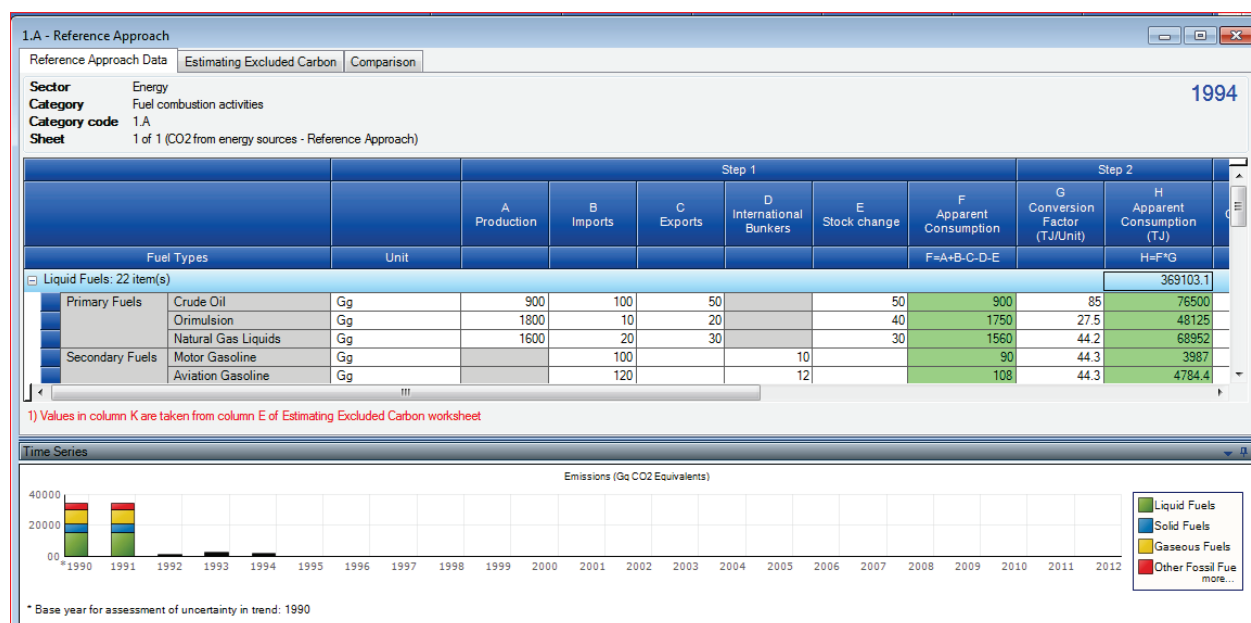 1.A - Reference Approach
Reference Approach Data Estimating Excluded Carbon Comparison
Sector Energy
1994
Category Fuel combustion activities
Category code 1.A
Sheet 1 of 1 (CO2 from energy sources - Reference Approach)
Step 1 Step 2
A Production B Imports C Exports D International Bunkers E Stock change F Apparent Consumption G Conversion Factor (TJ/Unit) H Apparent Consumption (TJ)
Fuel Types Unit F=A+B-C-D-E H=F*G
Liquid Fuels: 22 item(s) 369103.1
Primary Fuels Crude Oil Gg 900 100 50 50 900 85 76500
Orimulsion Gg 1800 10 20 40 1750 27.5 48125
Natural Gas Liquids Gg 1600 20 30 30 1560 44.2 68952
Secondary Fuels Motor Gasoline Gg 100 10 90 44.3 3987
Aviation Gasoline Gg 120 12 108 44.3 4784.4
1) Values in column K are taken from column E of Estimating Excluded Carbon worksheet
Time Series
Emissions (Gg CO2 Equivalents)
40000
20000
00
*1990 1991 1992 1993 1994 1995 1996 1997 1998 1999 2000 2001 2002 2003 2004 2005 2006 2007 2008 2009 2010 2011 2012
Liquid Fuels
Solid Fuels
Gaseous Fuels
Other Fossil Fue
more...
* Base year for assessment of uncertainty in trend: 1990